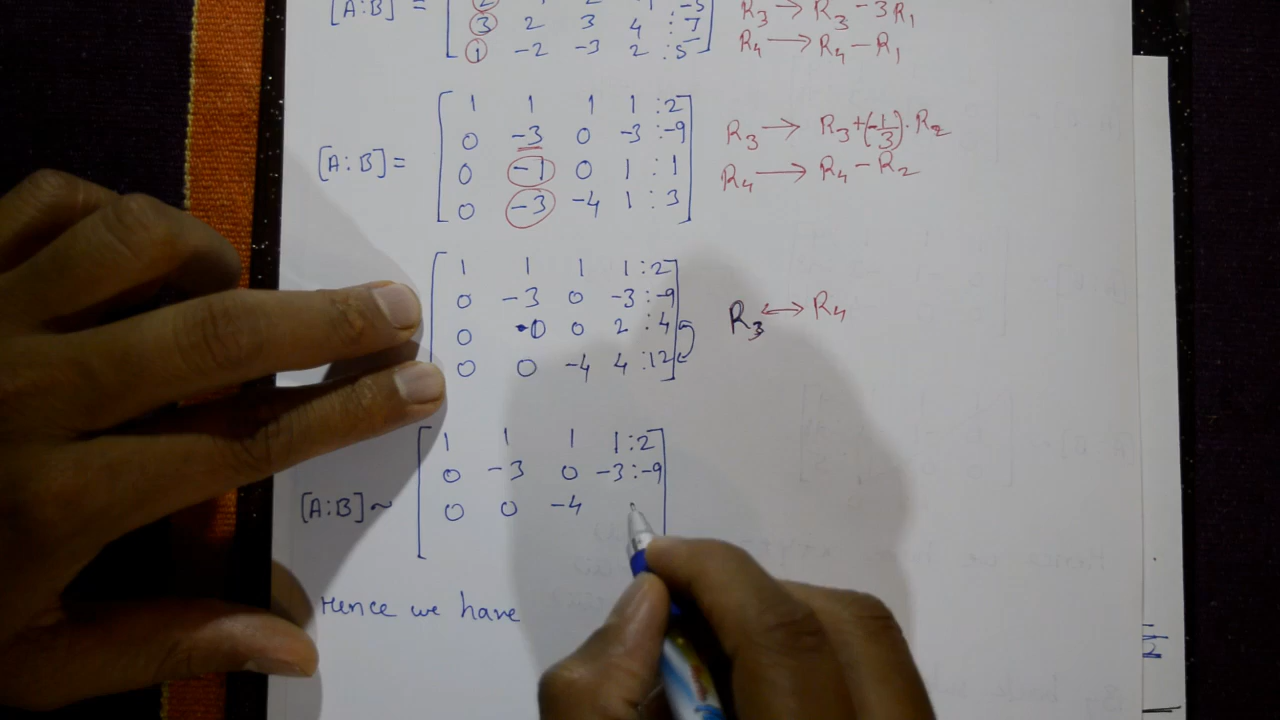 [A:B] =
3 2 3 4 : 7 R3 → R3 - 3R1
1 -2 -3 2 : 5 R4 → R4 - R1
1 1 1 1 : 2
0 -3 0 -3 : -9 R3 → R3 + (-1/3) . R2
[A:B] =
0 -1 0 1 : 1 R4 → R4 - R2
0 -3 -4 1 : 3
1 1 1 1 : 2
0 -3 0 -3 : -9 R3 ↔ R4
0 0 0 2 : 4
0 0 -4 4 : 12
1 1 1 1 : 2
0 -3 0 -3 : -9
[A:B] ~ 0 0 -4
Hence we have